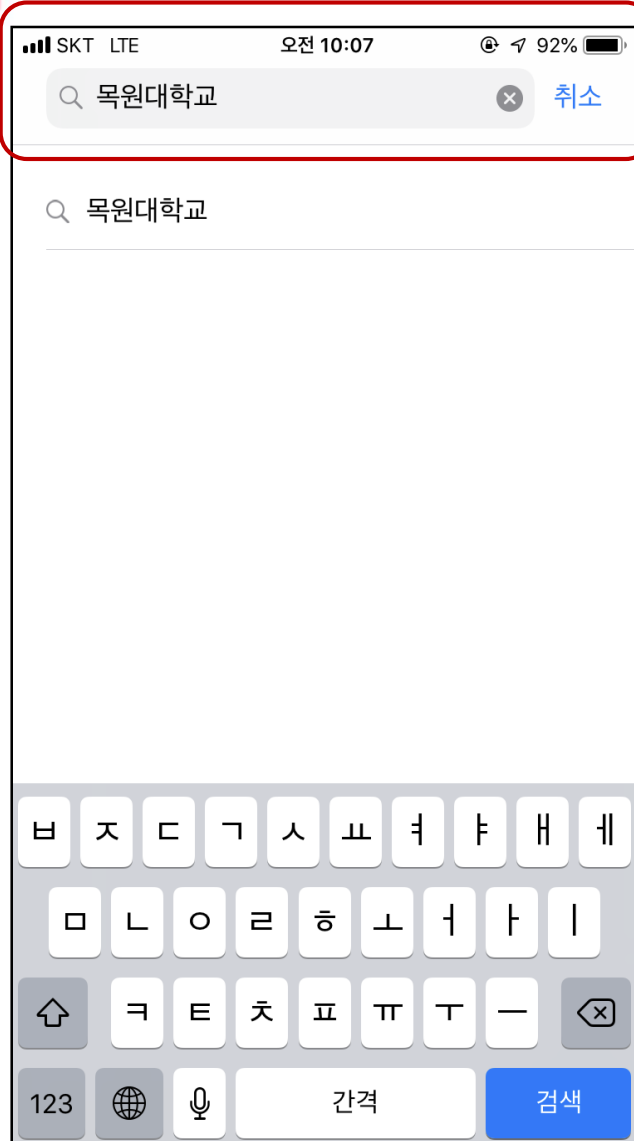 SKT LTE 오전 10:07 92%
목원대학교 취소
목원대학교
ㅂ ㅈ ㄷ ㄱ ㅅ ㅛ ㅕ ㅑ ㅐ ㅔ
ㅁ ㄴ ㅇ ㄹ ㅎ ㅗ ㅓ ㅏ ㅣ
ㅋ ㅌ ㅊ ㅍ ㅠ ㅜ ㅡ
123 간격 검색